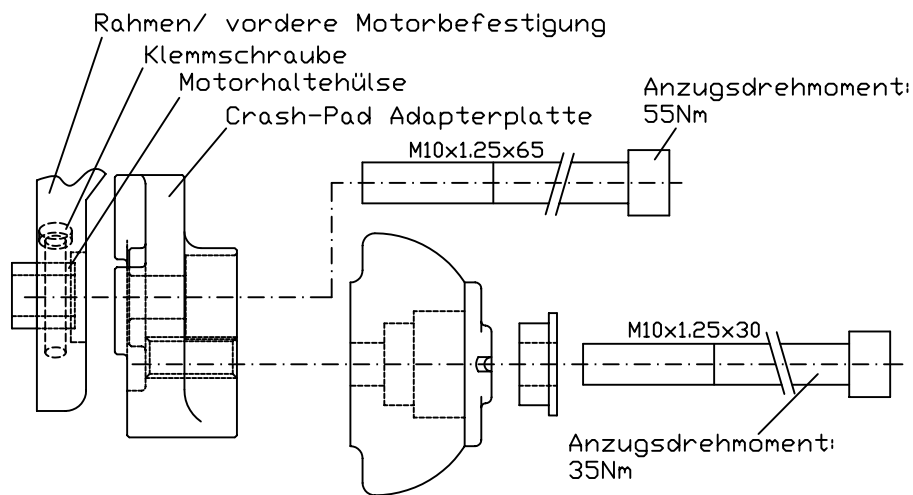 Rahmen/ vordere Motorbefestigung
Klemmschraube
Motorhaltehülse
Crash-Pad Adapterplatte
Anzugsdrehmoment:
55Nm
M10x1.25x65
M10x1.25x30
Anzugsdrehmoment:
35Nm